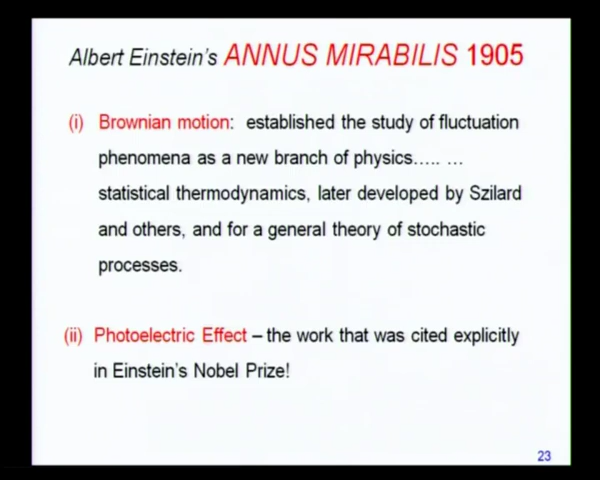 Albert Einstein's ANNUS MIRABILIS 1905
(i) Brownian motion: established the study of fluctuation
phenomena as a new branch of physics….. …
statistical thermodynamics, later developed by Szilard
and others, and for a general theory of stochastic
processes.
(ii) Photoelectric Effect – the work that was cited explicitly
in Einstein's Nobel Prize!
23